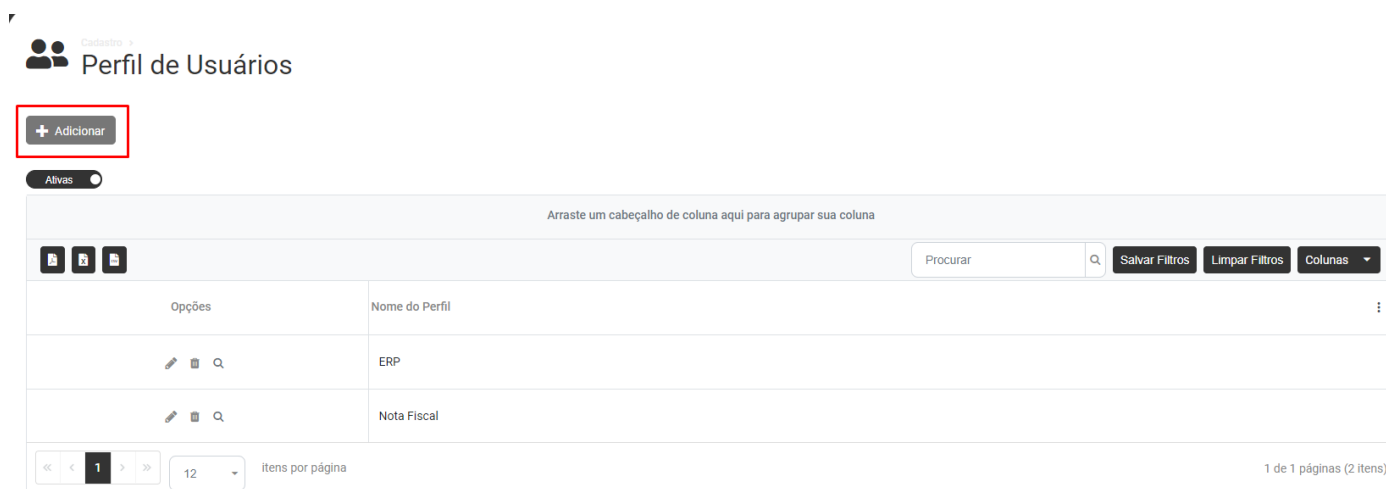 Cadastro >
Perfil de Usuários
+ Adicionar
Ativas
Arraste um cabeçalho de coluna aqui para agrupar sua coluna
Procurar Salvar Filtros Limpar Filtros Colunas
Opções Nome do Perfil
ERP
Nota Fiscal
« < 1 > » 12 itens por página 1 de 1 páginas (2 itens)